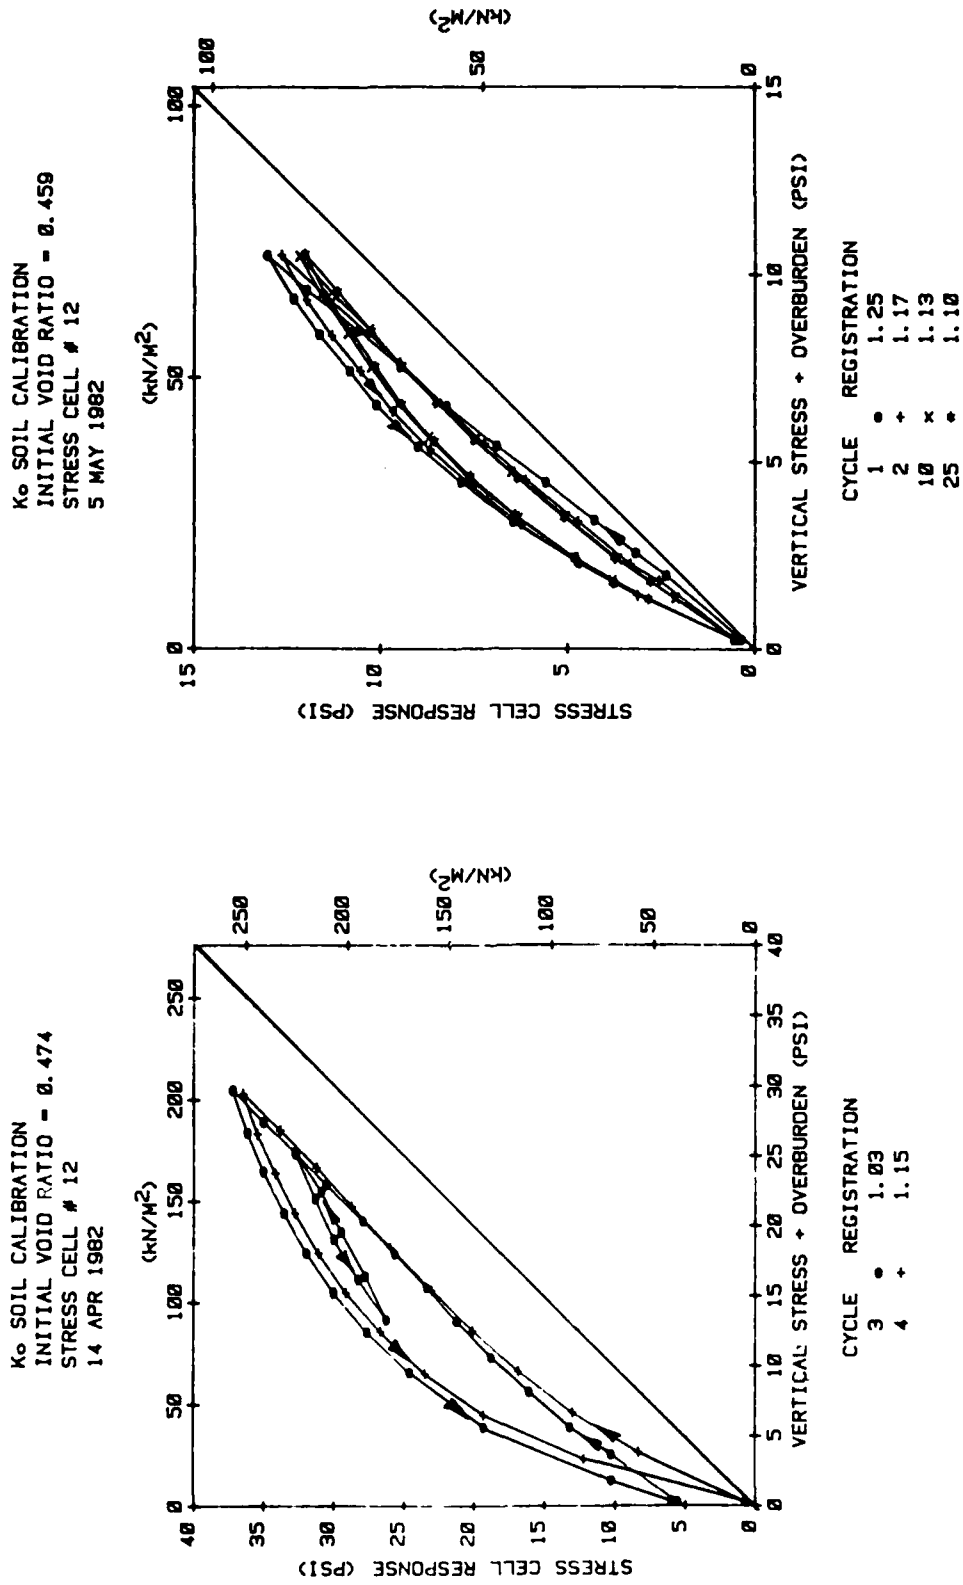 K₀ SOIL CALIBRATION
INITIAL VOID RATIO = 0.474
STRESS CELL # 12
14 APR 1982
(kN/M²)
0 50 100 150 200 250
STRESS CELL RESPONSE (PSI)
40
35
30
25
20
15
10
5
0
(kN/M²)
250
200
150
100
50
0
0 5 10 15 20 25 30 35 40
VERTICAL STRESS + OVERBURDEN (PSI)
CYCLE REGISTRATION
3 1.03
4 + 1.15
K₀ SOIL CALIBRATION
INITIAL VOID RATIO = 0.459
STRESS CELL # 12
5 MAY 1982
(kN/M²)
0 50 100
STRESS CELL RESPONSE (PSI)
15
10
5
0
(kN/M²)
100
50
0
0 5 10 15
VERTICAL STRESS + OVERBURDEN (PSI)
CYCLE REGISTRATION
1 1.25
2 + 1.17
10 x 1.13
25 * 1.10